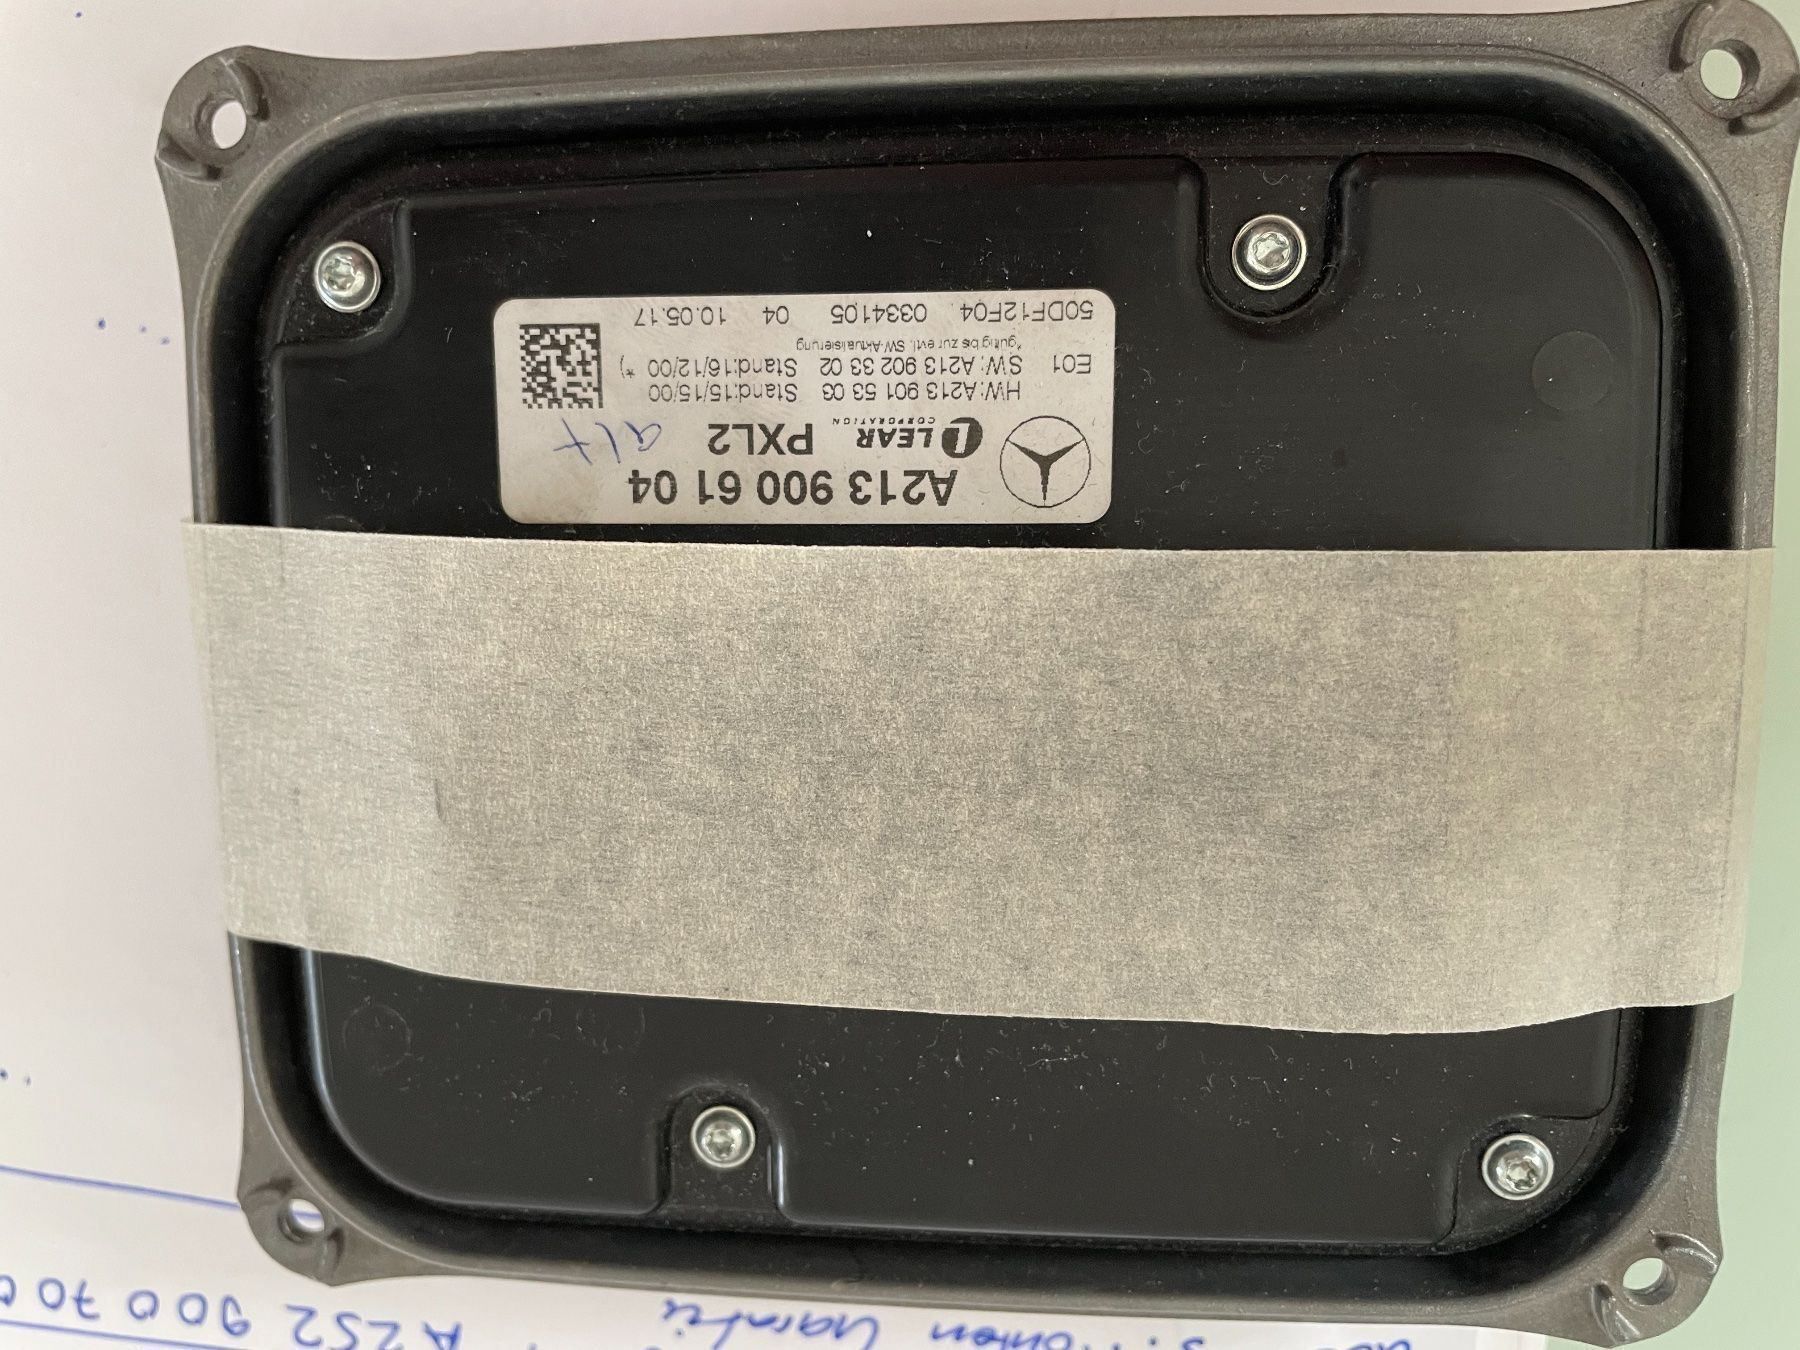 A213 900 61 04
LEAR PXL2 alt
CORPORATION
HW:A213 901 53 03 Stand:15/15/00
E01 SW: A213 902 33 02 Stand:16/12/00 *)
*gültig bis zur evtl. SW-Aktualisierung
50DF12F04 03341105 04 10.05.17
A252 900 70 0